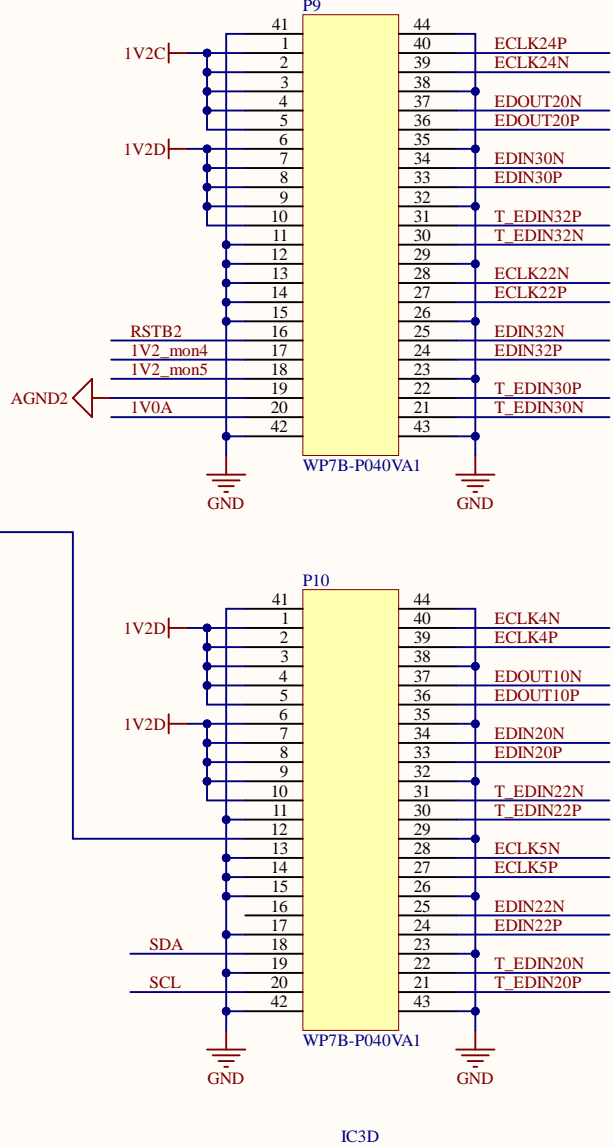 P9
41 44
1V2C 1 40 ECLK24P
2 39 ECLK24N
3 38
4 37 EDOUT20N
5 36 EDOUT20P
1V2D 6 35
7 34 EDIN30N
8 33 EDIN30P
9 32
10 31 T_EDIN32P
11 30 T_EDIN32N
12 29
13 28 ECLK22N
14 27 ECLK22P
15 26
RSTB2 16 25 EDIN32N
1V2_mon4 17 24 EDIN32P
1V2_mon5 18 23
AGND2 19 22 T_EDIN30P
1V0A 20 21 T_EDIN30N
42 43
WP7B-P040VA1
GND GND
P10
41 44
1V2D 1 40 ECLK4N
2 39 ECLK4P
3 38
4 37 EDOUT10N
5 36 EDOUT10P
1V2D 6 35
7 34 EDIN20N
8 33 EDIN20P
9 32
10 31 T_EDIN22N
11 30 T_EDIN22P
12 29
13 28 ECLK5N
14 27 ECLK5P
15 26
16 25 EDIN22N
17 24 EDIN22P
SDA 18 23
19 22 T_EDIN20N
SCL 20 21 T_EDIN20P
42 43
WP7B-P040VA1
GND GND
IC3D